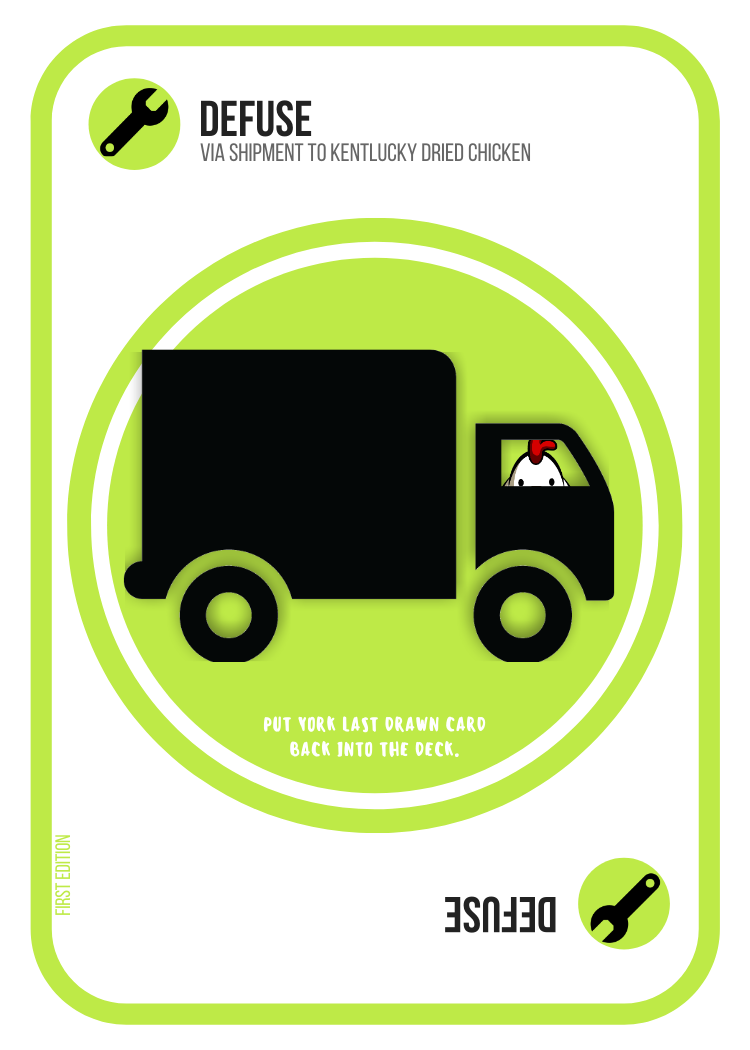 DEFUSE
VIA SHIPMENT TO KENTLUCKY DRIED CHICKEN
PUT YORK LAST DRAWN CARD
BACK INTO THE DECK.
FIRST EDITION
DEFUSE